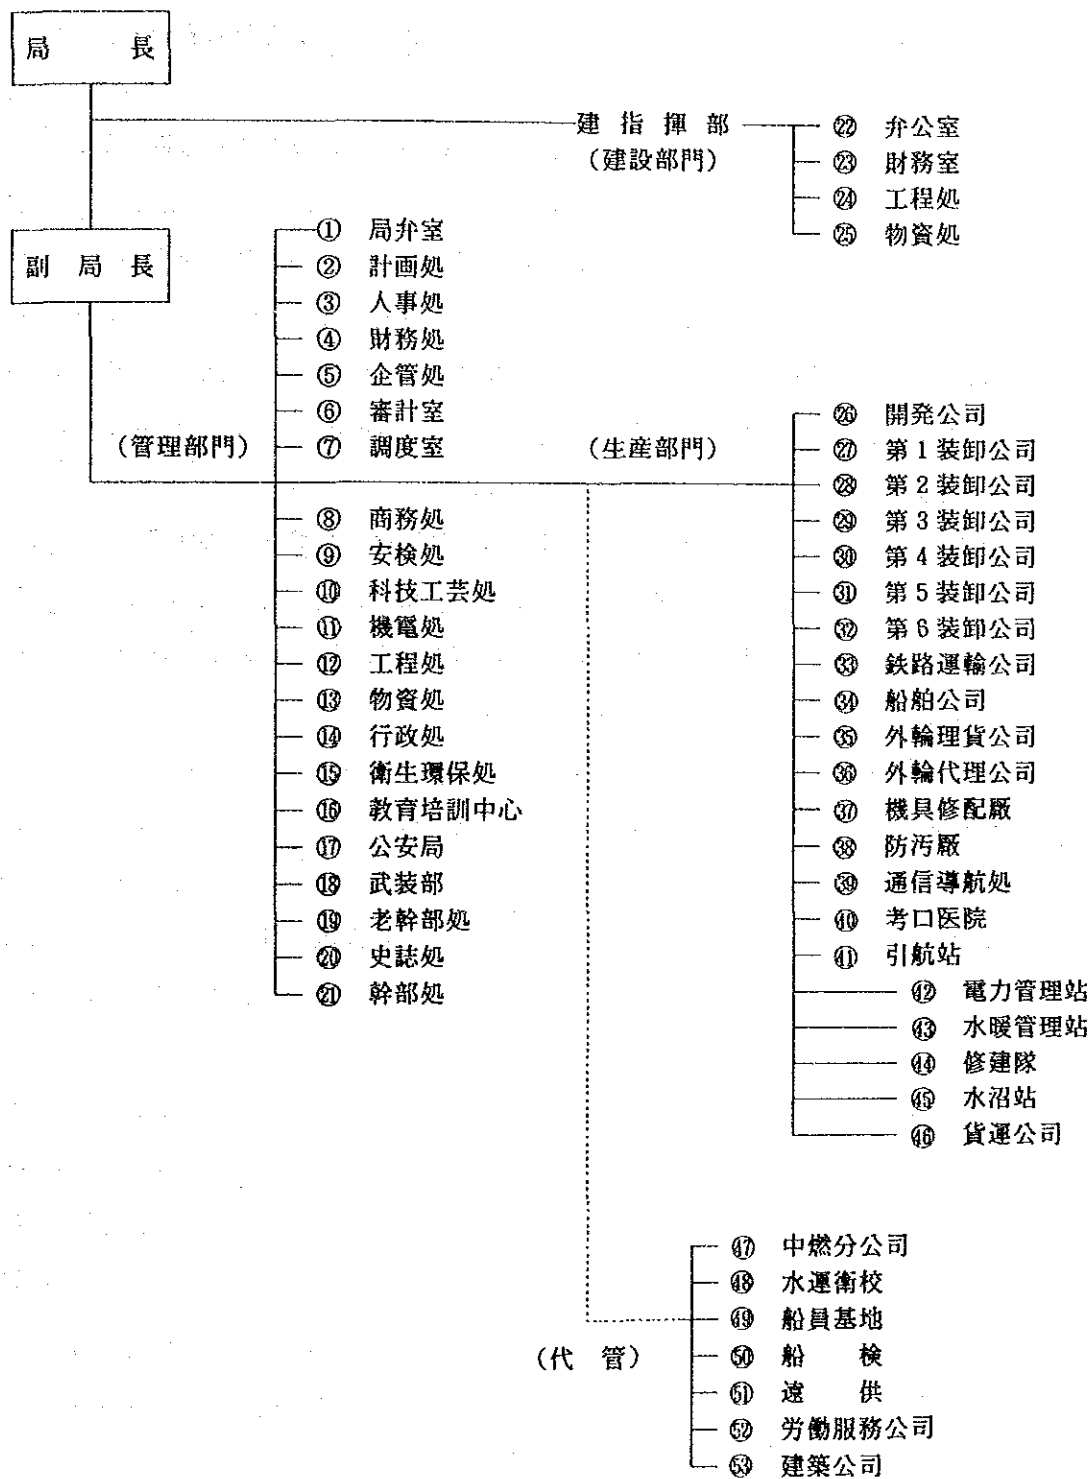 局長
建指揮部
(建設部門)
㉒ 弁公室
㉓ 財務室
㉔ 工程処
㉕ 物資処
副局長
① 局弁室
② 計画処
③ 人事処
④ 財務処
⑤ 企管処
⑥ 審計室
(管理部門)
⑦ 調度室
⑧ 商務処
⑨ 安検処
⑩ 科技工芸処
⑪ 機電処
⑫ 工程処
⑬ 物資処
⑭ 行政処
⑮ 衛生環保処
⑯ 教育培訓中心
⑰ 公安局
⑱ 武装部
⑲ 老幹部処
⑳ 史誌処
㉑ 幹部処
(生産部門)
㉖ 開発公司
㉗ 第1装卸公司
㉘ 第2装卸公司
㉙ 第3装卸公司
㉚ 第4装卸公司
㉛ 第5装卸公司
㉜ 第6装卸公司
㉝ 鉄路運輸公司
㉞ 船舶公司
㉟ 外輪理貨公司
㊱ 外輪代理公司
㊲ 機具修配厰
㊳ 防汚厰
㊴ 通信導航処
㊵ 考口医院
㊶ 引航站
㊷ 電力管理站
㊸ 水暖管理站
㊹ 修建隊
㊺ 水沼站
㊻ 貨運公司
(代管)
㊼ 中燃分公司
㊽ 水運衛校
㊾ 船員基地
㊿ 船検
51 遠供
52 労働服務公司
53 建築公司